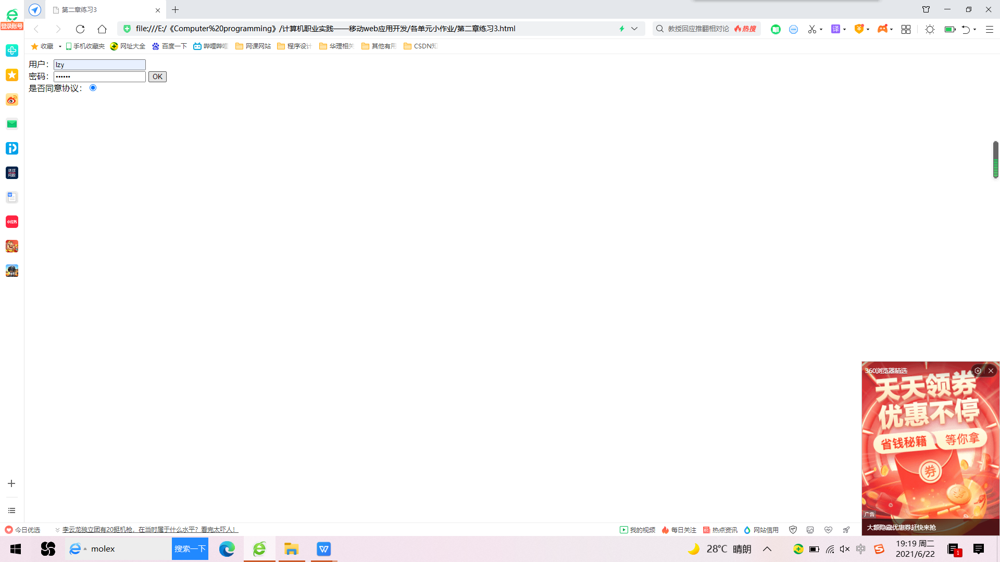 第二章练习3
登录账号
file:///E:/《Computer%20programming》/计算机职业实践——移动web应用开发/各单元小作业/第二章练习3.html
教授回应推翻相对论
热搜
译
收藏
手机收藏夹
网址大全
百度一下
哔哩哔哩
网课网站
程序设计
华理相关
其他有用
CSDN知
用户：lzy
密码：••••••
OK
是否同意协议：
环球
网校
小红书
360浏览器精选
天天领券
优惠不停
省钱秘籍
等你拿
券
广告
大额隐藏优惠券赶快来抢
今日优选
李云龙独立团有20挺机枪，在当时属于什么水平？看完太吓人！
我的视频
每日关注
热点资讯
网站信用
molex
搜索一下
28°C 晴朗
中
19:19 周二
2021/6/22
1